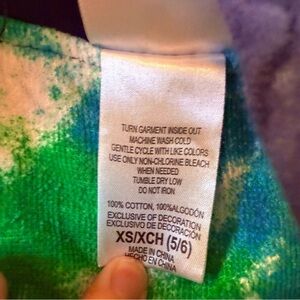 TURN GARMENT INSIDE OUT
MACHINE WASH COLD
GENTLE CYCLE WITH LIKE COLORS
USE ONLY NON-CHLORINE BLEACH
WHEN NEEDED
TUMBLE DRY LOW
DO NOT IRON
100% COTTON, 100%ALGODÓN
EXCLUSIVE OF DECORATION
EXCLUSIVO DE DECORACIÓN
XS/XCH (5/6)
MADE IN CHINA
HECHO EN CHINA